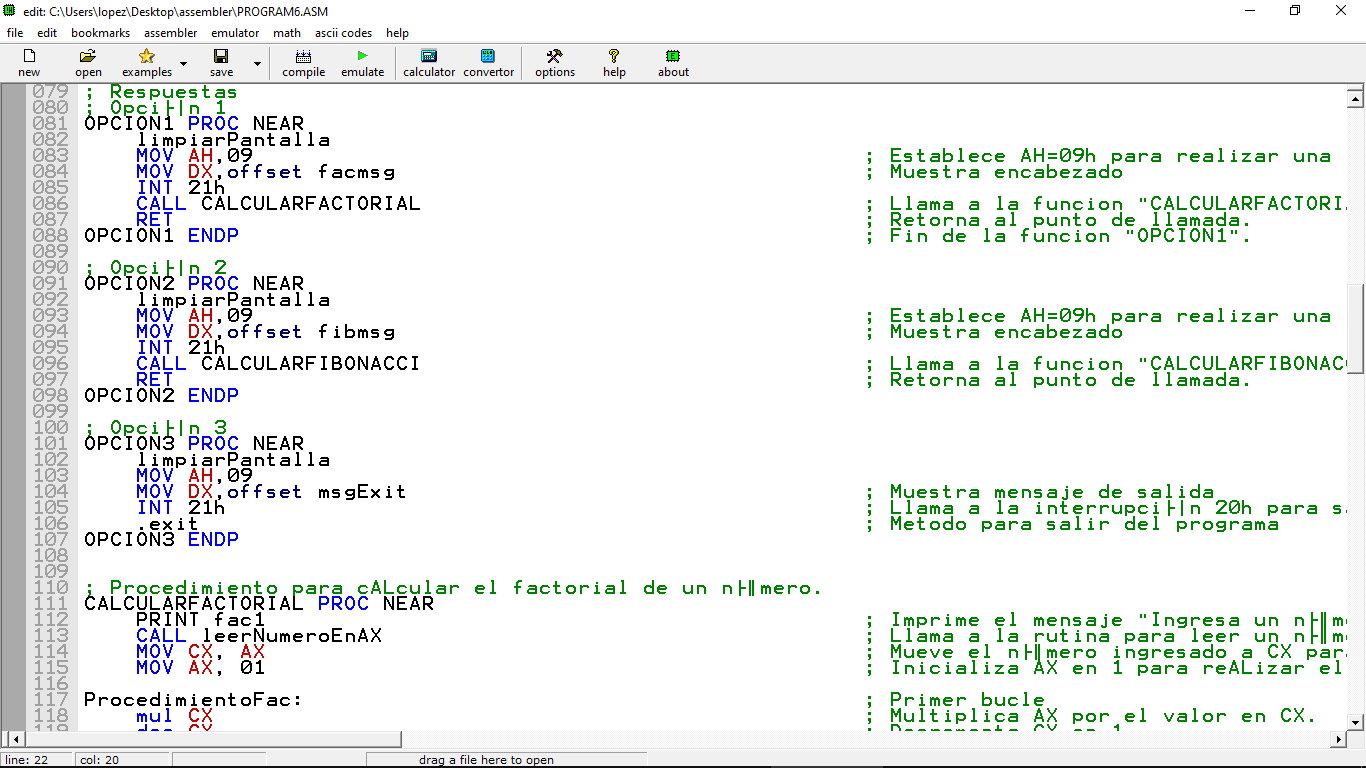 edit: C:\Users\lopez\Desktop\assembler\PROGRAM6.ASM
file edit bookmarks assembler emulator math ascii codes help
new open examples save compile emulate calculator convertor options help about
079 ; Respuestas
080 ; Opci├│n 1
081 OPCION1 PROC NEAR
082 limpiarPantalla
083 MOV AH,09 ; Establece AH=09h para realizar una
084 MOV DX,offset facmsg ; Muestra encabezado
085 INT 21h
086 CALL CALCULARFACTORIAL ; Llama a la funcion "CALCULARFACTORI
087 RET ; Retorna al punto de llamada.
088 OPCION1 ENDP ; Fin de la funcion "OPCION1".
089
090 ; Opci├│n 2
091 OPCION2 PROC NEAR
092 limpiarPantalla
093 MOV AH,09 ; Establece AH=09h para realizar una
094 MOV DX,offset fibmsg ; Muestra encabezado
095 INT 21h
096 CALL CALCULARFIBONACCI ; Llama a la funcion "CALCULARFIBONAC
097 RET ; Retorna al punto de llamada.
098 OPCION2 ENDP
099
100 ; Opci├│n 3
101 OPCION3 PROC NEAR
102 limpiarPantalla
103 MOV AH,09
104 MOV DX,offset msgExit ; Muestra mensaje de salida
105 INT 21h ; Llama a la interrupci├│n 20h para s
106 .exit ; Metodo para salir del programa
107 OPCION3 ENDP
108
109
110 ; Procedimiento para cALcular el factorial de un n├║mero.
111 CALCULARFACTORIAL PROC NEAR
112 PRINT fac1 ; Imprime el mensaje "Ingresa un n├║m
113 CALL leerNumeroEnAX ; Llama a la rutina para leer un n├║m
114 MOV CX, AX ; Mueve el n├║mero ingresado a CX par
115 MOV AX, 01 ; Inicializa AX en 1 para reALizar el
116
117 ProcedimientoFac: ; Primer bucle
118 mul CX ; Multiplica AX por el valor en CX.
119 dec CX ; Decremento CX en 1
line: 22 col: 20 drag a file here to open